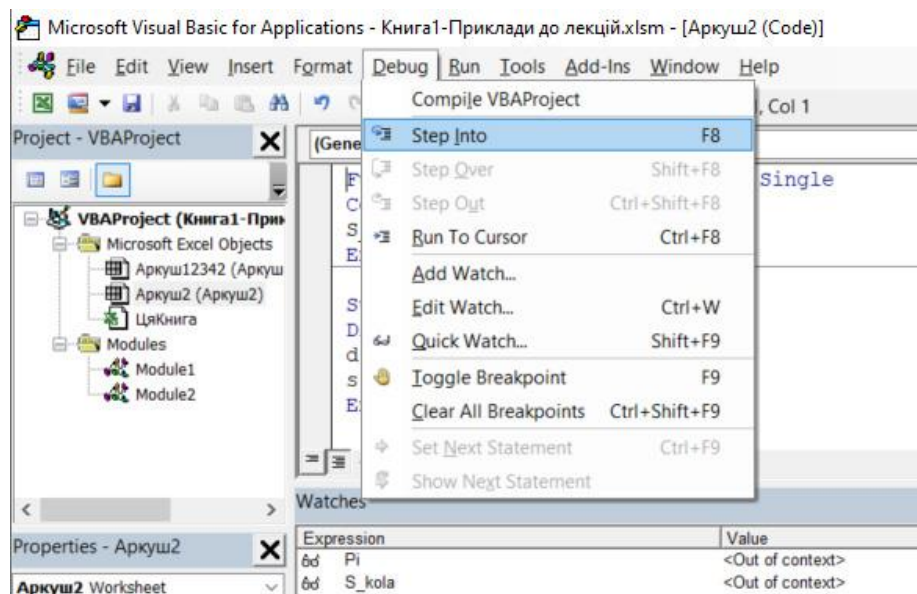 Microsoft Visual Basic for Applications - Книга1-Приклади до лекцій.xlsm - [Аркуш2 (Code)]
File Edit View Insert Format Debug Run Tools Add-Ins Window Help
Compile VBAProject
, Col 1
Project - VBAProject
Step Into F8
Step Over Shift+F8
Single
Step Out Ctrl+Shift+F8
VBAProject (Книга1-При
Run To Cursor Ctrl+F8
Microsoft Excel Objects
Аркуш12342 (Аркуш
Add Watch...
Аркуш2 (Аркуш2)
Edit Watch... Ctrl+W
ЦяКнига
Quick Watch... Shift+F9
Modules
Module1
Toggle Breakpoint F9
Module2
Clear All Breakpoints Ctrl+Shift+F9
Set Next Statement Ctrl+F9
Show Next Statement
Watches
Expression Value
Properties - Аркуш2
Pi <Out of context>
S_kola <Out of context>
Аркуш2 Worksheet